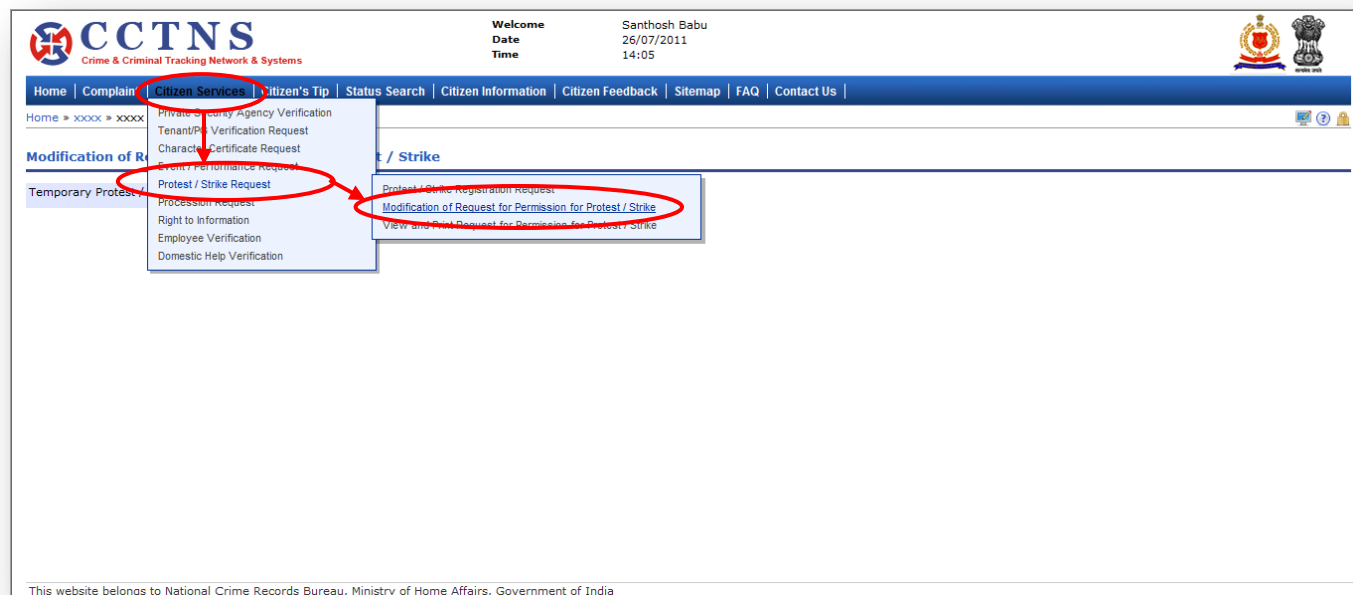 CCTNS
Crime & Criminal Tracking Network & Systems
Welcome Santhosh Babu
Date 26/07/2011
Time 14:05
सत्यमेव जयते
Home | Complaint | Citizen Services | Citizen's Tip | Status Search | Citizen Information | Citizen Feedback | Sitemap | FAQ | Contact Us |
Home » xxxx » xxxx
Private Security Agency Verification
Tenant/PG Verification Request
Character Certificate Request
Event / Performance Request
Protest / Strike Request
Procession Request
Right to Information
Employee Verification
Domestic Help Verification
Modification of Re t / Strike
Temporary Protest /
Protest / Strike Registration Request
Modification of Request for Permission for Protest / Strike
View and Print Request for Permission for Protest / Strike
This website belongs to National Crime Records Bureau, Ministry of Home Affairs, Government of India